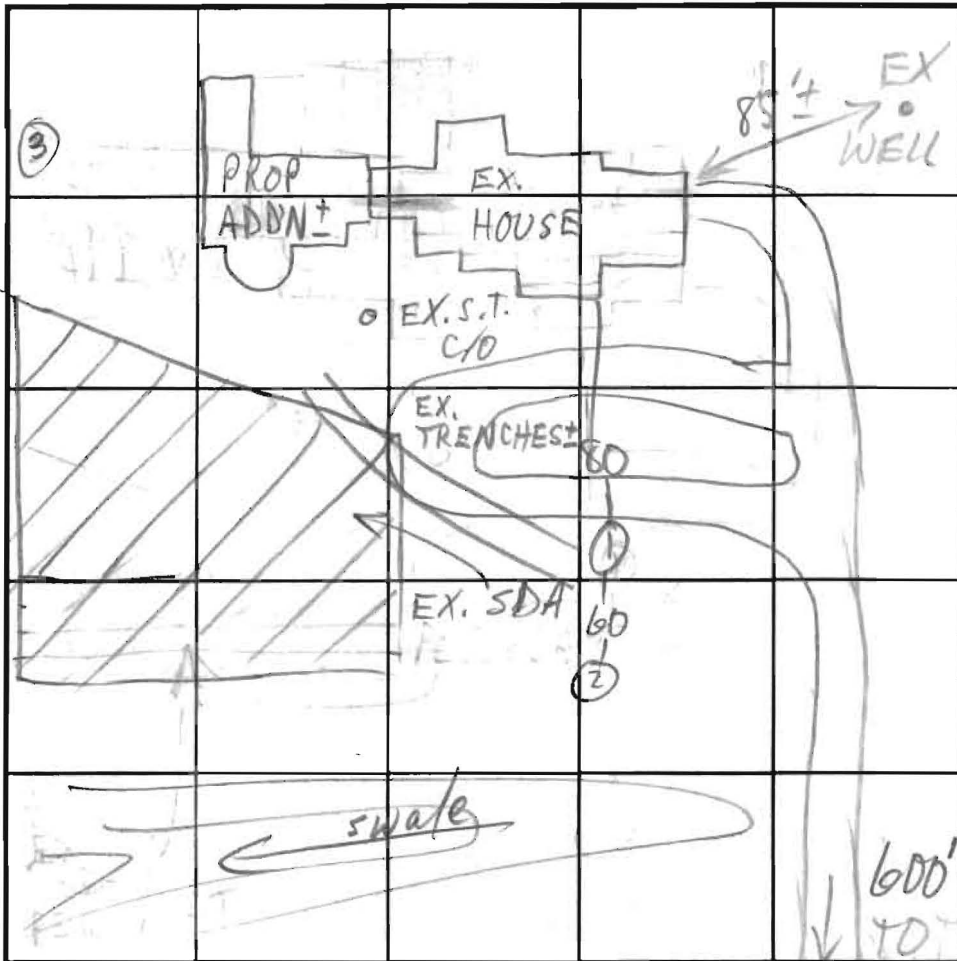 EX
85'±
WELL
③
PROP
ADD'N ±
EX.
HOUSE
EX. S.T.
C/O
EX.
TRENCHES±
80
①
EX. SDA
60
②
swale
600'
TO